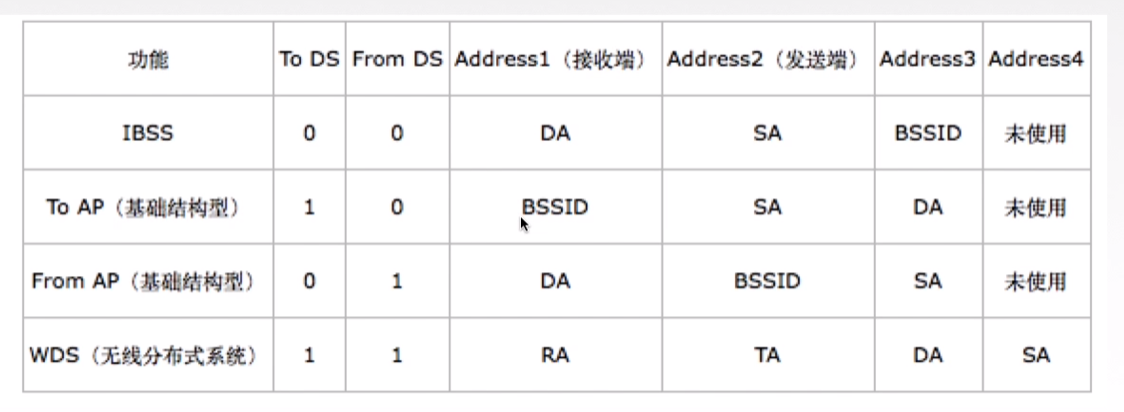 功能 To DS From DS Address1（接收端） Address2（发送端） Address3 Address4
IBSS 0 0 DA SA BSSID 未使用
To AP（基础结构型） 1 0 BSSID SA DA 未使用
From AP（基础结构型） 0 1 DA BSSID SA 未使用
WDS（无线分布式系统） 1 1 RA TA DA SA